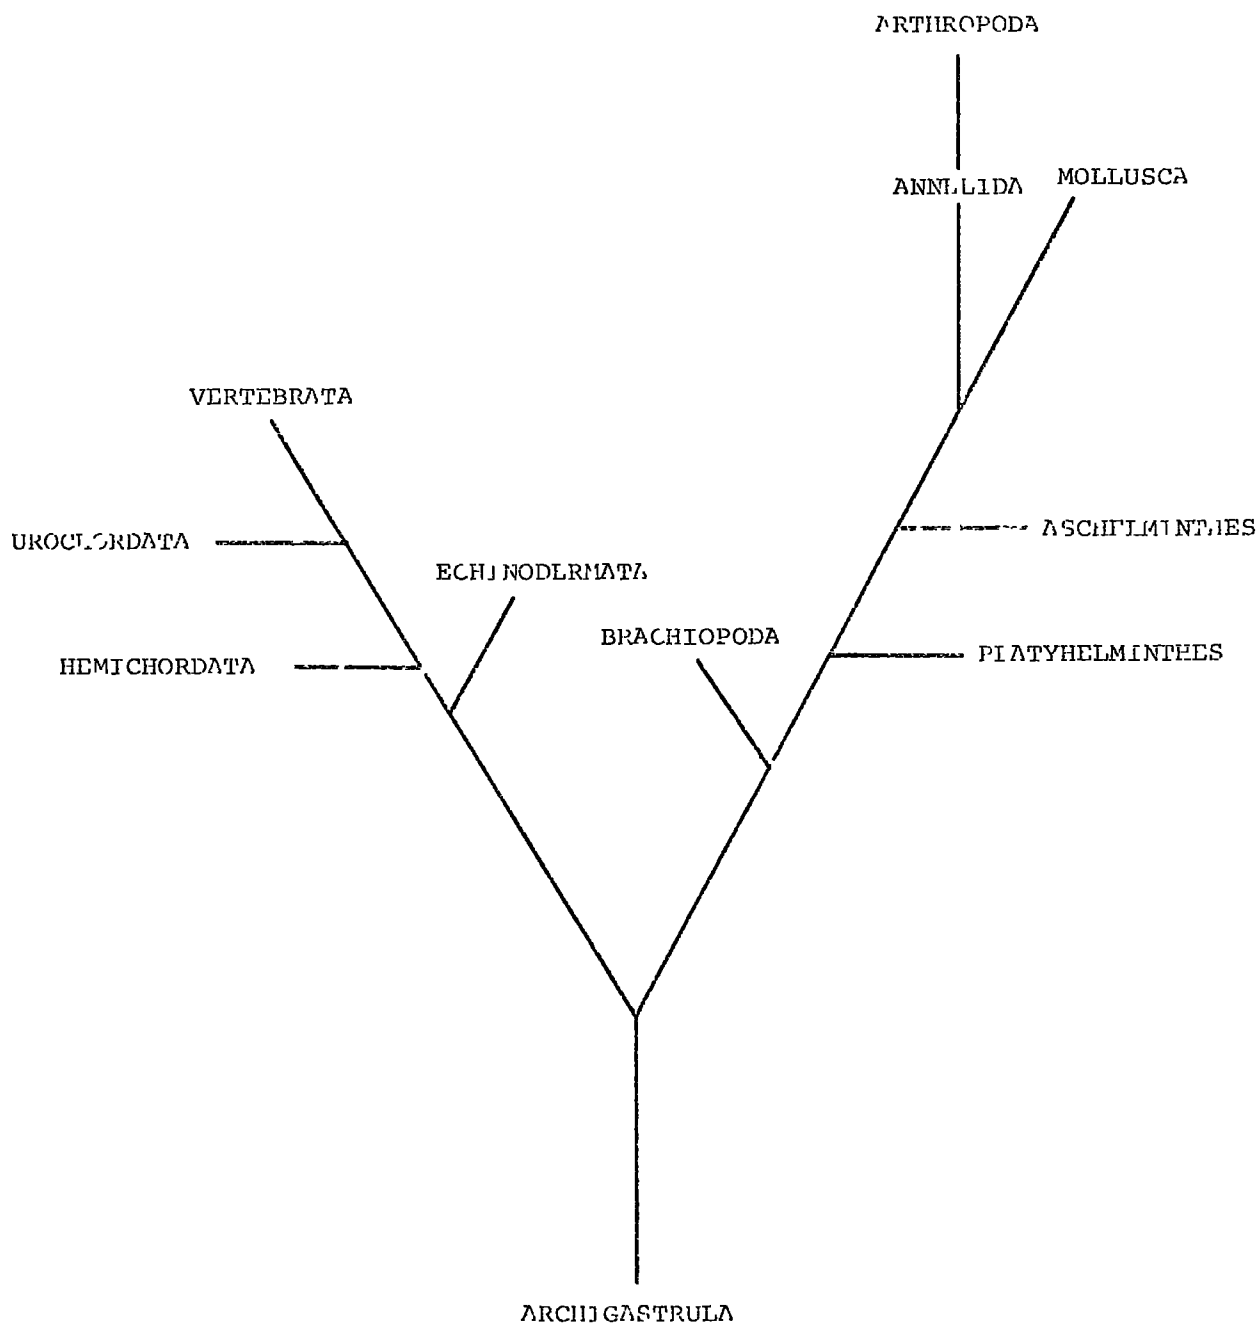 ARTHROPODA
ANNELIDA
MOLLUSCA
VERTEBRATA
UROCHORDATA
ASCHELMINTHES
ECHINODERMATA
BRACHIOPODA
HEMICHORDATA
PLATYHELMINTHES
ARCHIGASTRULA